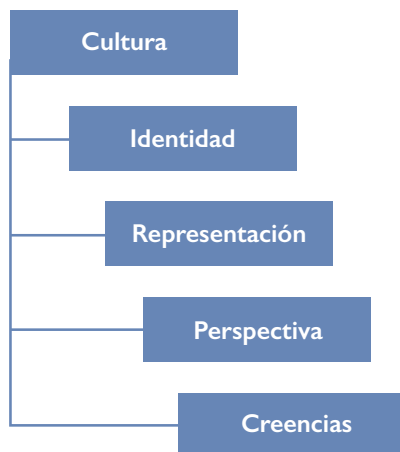 Cultura
Identidad
Representación
Perspectiva
Creencias